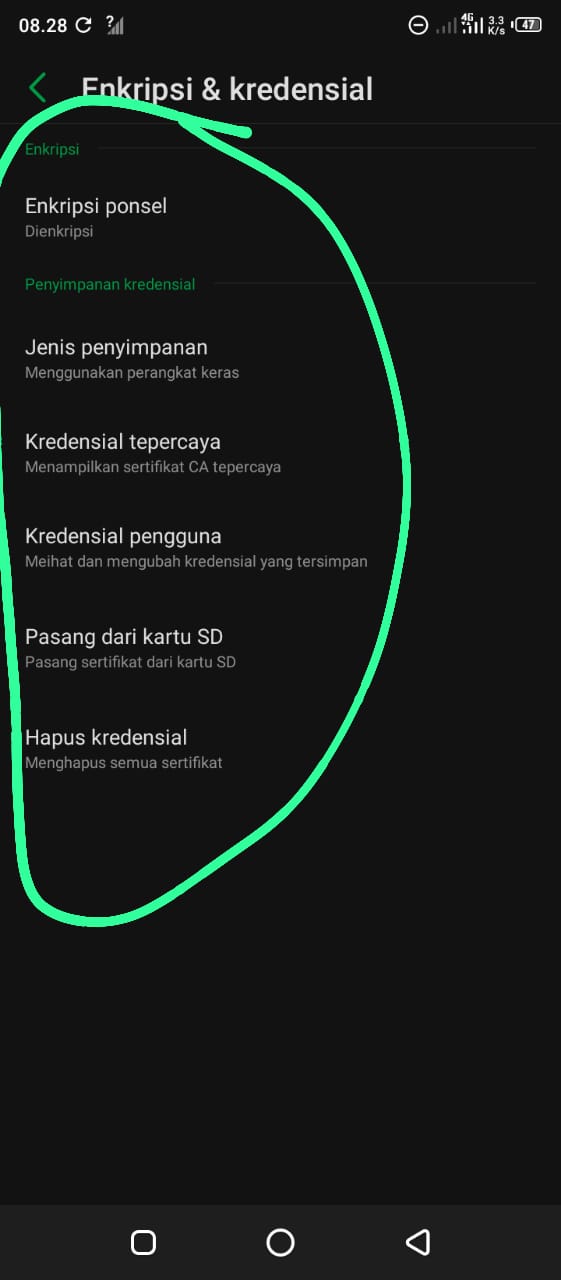 08.28 ? 4G 3.3 K/s 47
Enkripsi & kredensial
Enkripsi
Enkripsi ponsel
Dienkripsi
Penyimpanan kredensial
Jenis penyimpanan
Menggunakan perangkat keras
Kredensial tepercaya
Menampilkan sertifikat CA tepercaya
Kredensial pengguna
Meihat dan mengubah kredensial yang tersimpan
Pasang dari kartu SD
Pasang sertifikat dari kartu SD
Hapus kredensial
Menghapus semua sertifikat